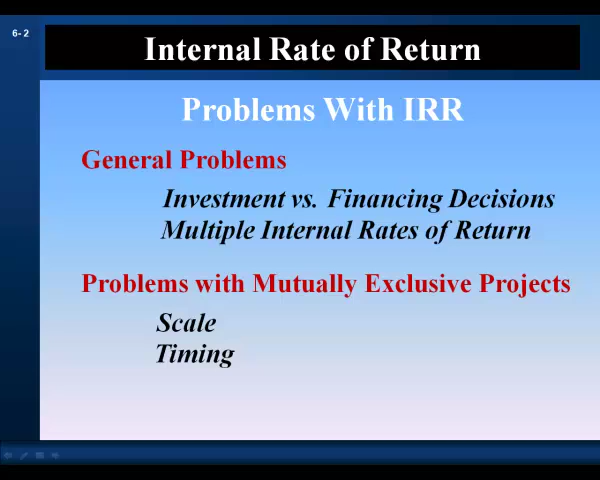 6- 2
Internal Rate of Return
Problems With IRR
General Problems
Investment vs. Financing Decisions
Multiple Internal Rates of Return
Problems with Mutually Exclusive Projects
Scale
Timing